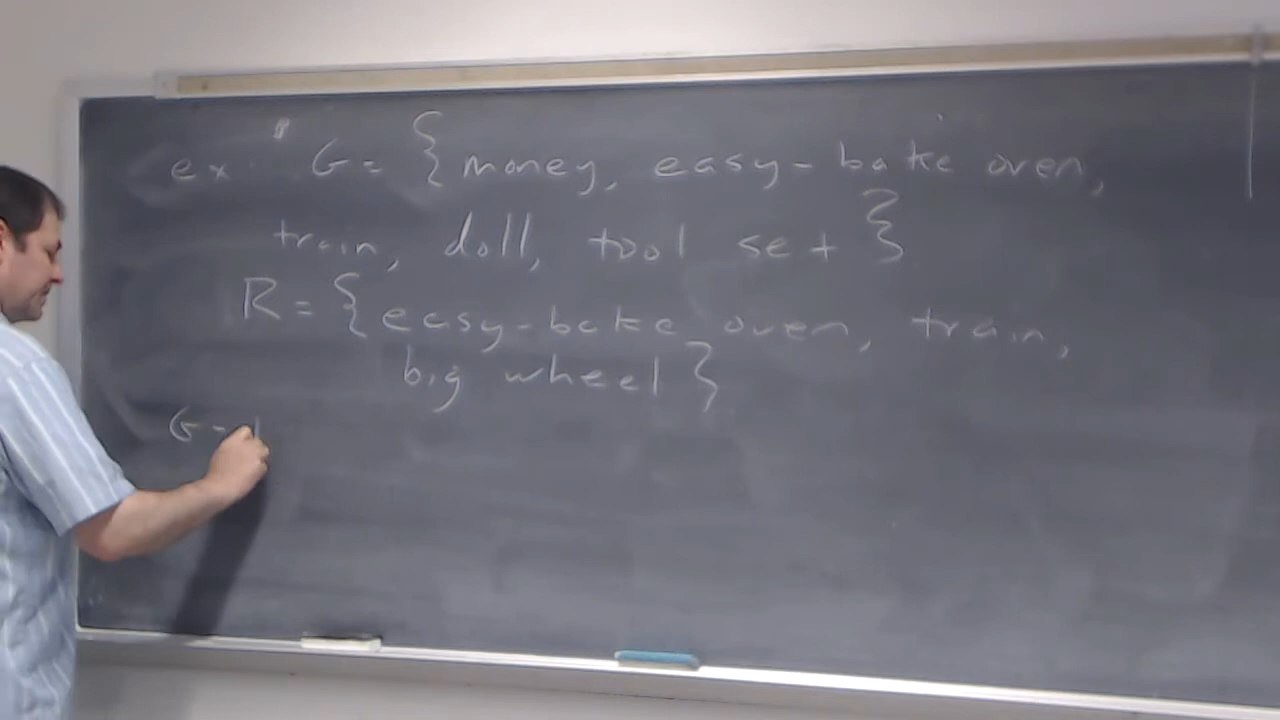 ex. G = { money, easy-bake oven,
train, doll, tool set }
R = { easy-bake oven, train,
big wheel }
G -